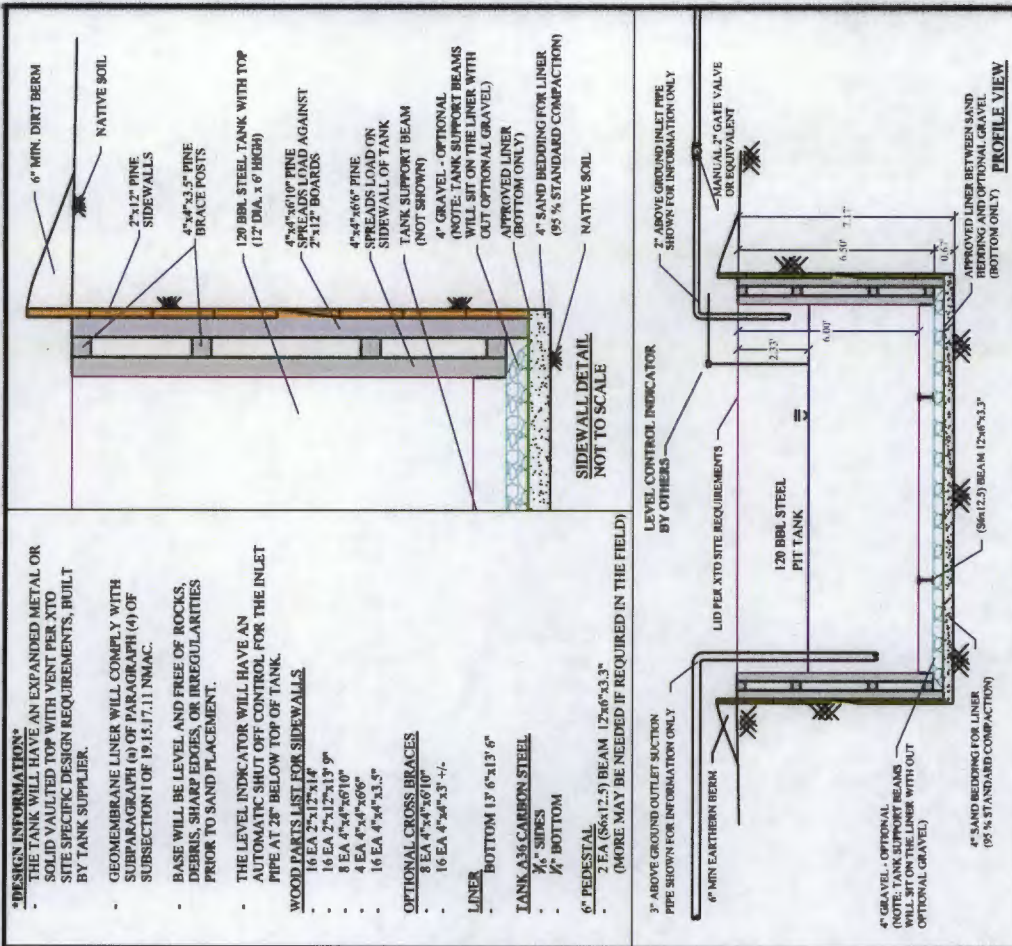 *DESIGN INFORMATION*
- THE TANK WILL HAVE AN EXPANDED METAL OR
SOLID VAULTED TOP WITH VENT PER XTO
SITE SPECIFIC DESIGN REQUIREMENTS, BUILT
BY TANK SUPPLIER.
- GEOMEMBRANE LINER WILL COMPLY WITH
SUBPARAGRAPH (a) OF PARAGRAPH (4) OF
SUBSECTION I OF 19.15.17.11 NMAC.
- BASE WILL BE LEVEL AND FREE OF ROCKS,
DEBRIS, SHARP EDGES, OR IRREGULARITIES
PRIOR TO SAND PLACEMENT.
- THE LEVEL INDICATOR WILL HAVE AN
AUTOMATIC SHUT OFF CONTROL FOR THE INLET
PIPE AT 28" BELOW TOP OF TANK.
WOOD PARTS LIST FOR SIDEWALLS
- 16 EA 2"x12"x14'
- 16 EA 2"x12"x13' 9"
- 8 EA 4"x4"x6'10"
- 4 EA 4"x4"x6'6"
- 16 EA 4"x4"x3.5"
OPTIONAL CROSS BRACES
- 8 EA 4"x4"x6'10"
- 16 EA 4"x4"x3' +/-
LINER
- BOTTOM 13' 6"x13' 6"
TANK A36 CARBON STEEL
- SIDES
- ¼" BOTTOM
6" PEDESTAL
- 2 EA (S6x12.5) BEAM 12'x6"x3.3"
(MORE MAY BE NEEDED IF REQUIRED IN THE FIELD)
6" MIN. DIRT BERM
NATIVE SOIL
2"x12" PINE
SIDEWALLS
4"x4"x3.5" PINE
BRACE POSTS
120 BBL STEEL TANK WITH TOP
(12' DIA. x 6' HIGH)
4"x4"x6'10" PINE
SPREADS LOAD AGAINST
2"x12" BOARDS
4"x4"x6'6" PINE
SPREADS LOAD ON
SIDEWALL OF TANK
TANK SUPPORT BEAM
(NOT SHOWN)
4" GRAVEL - OPTIONAL
(NOTE: TANK SUPPORT BEAMS
WILL SIT ON THE LINER WITH
OUT OPTIONAL GRAVEL)
APPROVED LINER
(BOTTOM ONLY)
4" SAND BEDDING FOR LINER
(95 % STANDARD COMPACTION)
NATIVE SOIL
SIDEWALL DETAIL
NOT TO SCALE
3" ABOVE GROUND OUTLET SUCTION
PIPE SHOWN FOR INFORMATION ONLY
6" MIN EARTHERN BERM
LEVEL CONTROL INDICATOR
BY OTHERS
LID PER XTO SITE REQUIREMENTS
2" ABOVE GROUND INLET PIPE
SHOWN FOR INFORMATION ONLY
MANUAL 2" GATE VALVE
OR EQUIVALENT
120 BBL STEEL
PIT TANK
2.33'
6.00'
6.50'
7.17'
0.67'
4" GRAVEL - OPTIONAL
(NOTE: TANK SUPPORT BEAMS
WILL SIT ON THE LINER WITH OUT
OPTIONAL GRAVEL)
4" SAND BEDDING FOR LINER
(95 % STANDARD COMPACTION)
(S6x12.5) BEAM 12'x6"x3.3"
APPROVED LINER BETWEEN SAND
BEDDING AND OPTIONAL GRAVEL
(BOTTOM ONLY)
PROFILE VIEW